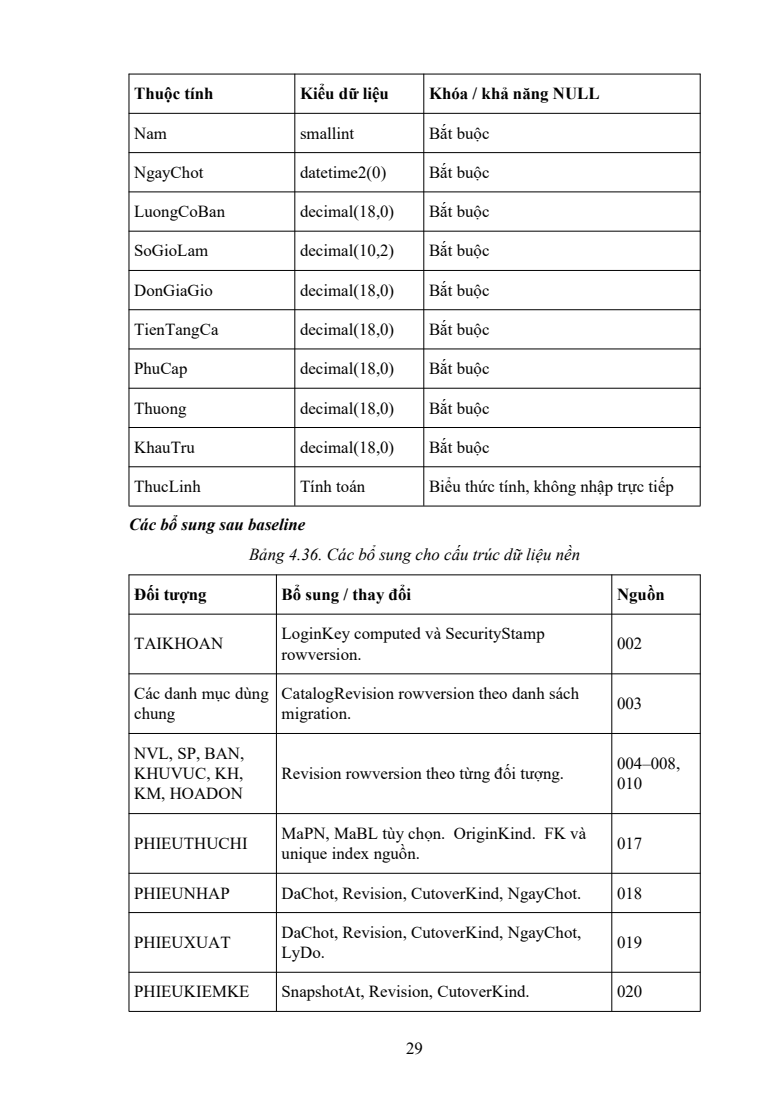 Thuộc tính Kiểu dữ liệu Khóa / khả năng NULL
Nam smallint Bắt buộc
NgayChot datetime2(0) Bắt buộc
LuongCoBan decimal(18,0) Bắt buộc
SoGioLam decimal(10,2) Bắt buộc
DonGiaGio decimal(18,0) Bắt buộc
TienTangCa decimal(18,0) Bắt buộc
PhuCap decimal(18,0) Bắt buộc
Thuong decimal(18,0) Bắt buộc
KhauTru decimal(18,0) Bắt buộc
ThucLinh Tính toán Biểu thức tính, không nhập trực tiếp
Các bổ sung sau baseline
Bảng 4.36. Các bổ sung cho cấu trúc dữ liệu nền
Đối tượng Bổ sung / thay đổi Nguồn
TAIKHOAN LoginKey computed và SecurityStamp
rowversion. 002
Các danh mục dùng
chung CatalogRevision rowversion theo danh sách
migration. 003
NVL, SP, BAN,
KHUVUC, KH,
KM, HOADON Revision rowversion theo từng đối tượng. 004–008,
010
PHIEUTHUCHI MaPN, MaBL tùy chọn. OriginKind. FK và
unique index nguồn. 017
PHIEUNHAP DaChot, Revision, CutoverKind, NgayChot. 018
PHIEUXUAT DaChot, Revision, CutoverKind, NgayChot,
LyDo. 019
PHIEUKIEMKE SnapshotAt, Revision, CutoverKind. 020
29